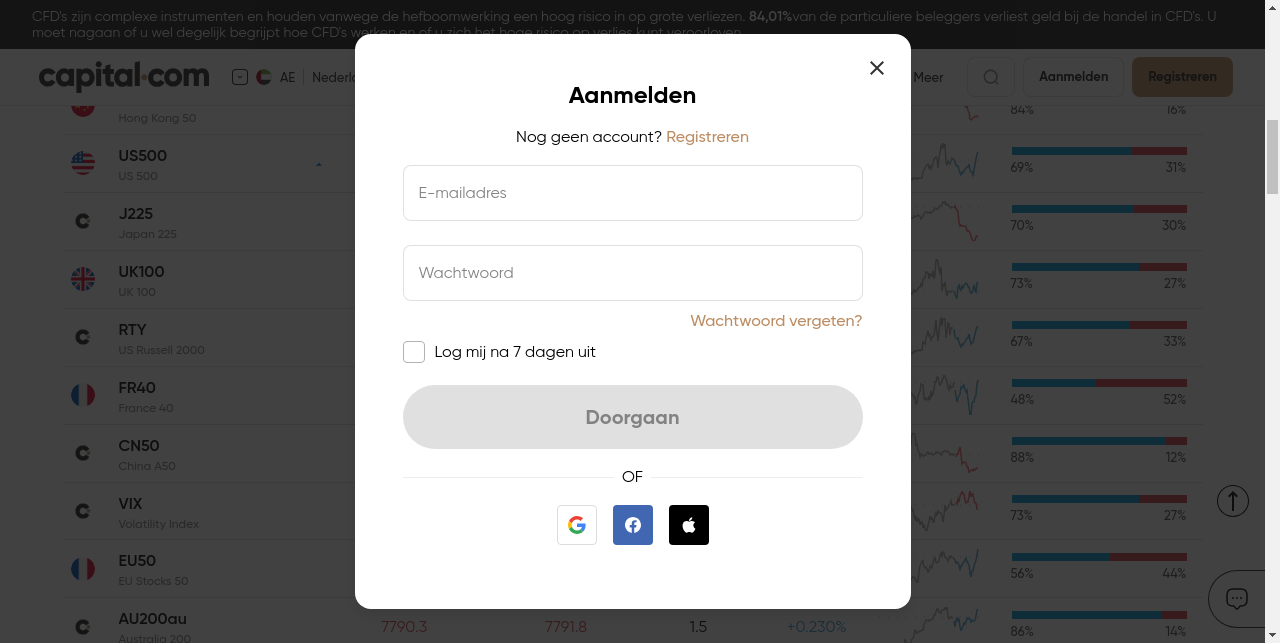 CFD's zijn complexe instrumenten en houden vanwege de hefboomwerking een hoog risico in op grote verliezen. 84,01%van de particuliere beleggers verliest geld bij de handel in CFD's. U
moet nagaan of u wel degelijk begrijpt hoe CFD's werken en of u zich het hoge risico op verlies kunt veroorloven
capital.com
AE
Meer
Aanmelden
Registreren
Aanmelden
Nog geen account? Registreren
E-mailadres
Wachtwoord
Wachtwoord vergeten?
Log mij na 7 dagen uit
Doorgaan
OF
Hong Kong 50
84% 16%
US500
US 500
69% 31%
J225
Japan 225
70% 30%
UK100
UK 100
73% 27%
RTY
US Russell 2000
67% 33%
FR40
France 40
48% 52%
CN50
China A50
88% 12%
VIX
Volatility Index
73% 27%
EU50
EU Stocks 50
56% 44%
AU200au
Australia 200
7790.3 7791.8 1.5 +0.230%
86% 14%